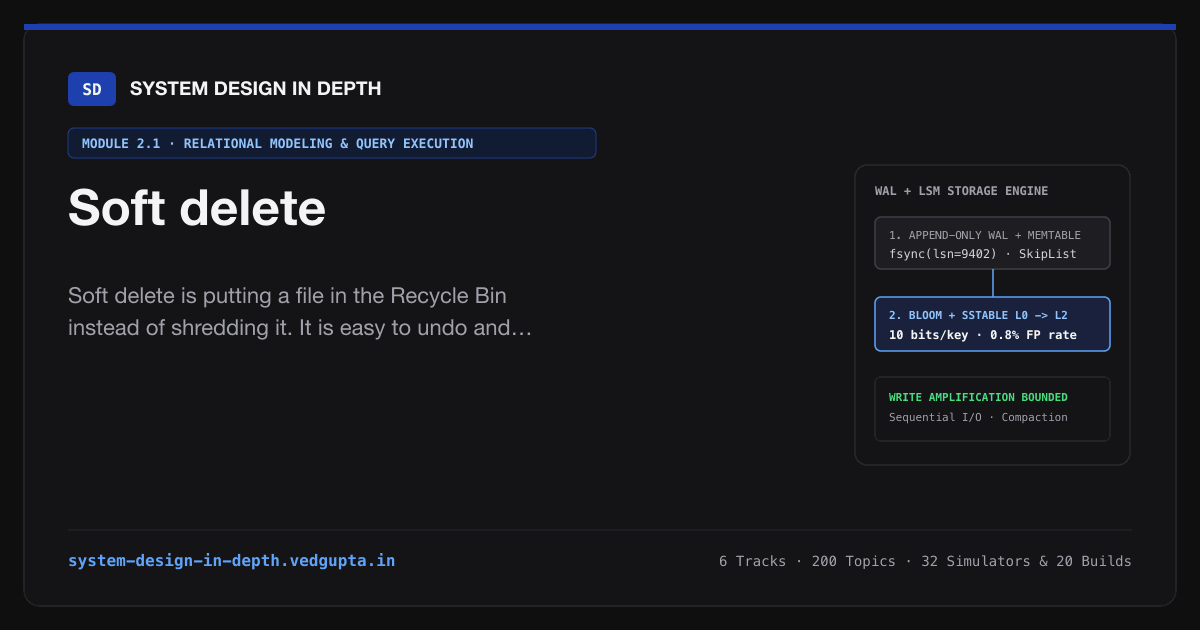 SD
SYSTEM DESIGN IN DEPTH
MODULE 2.1 · RELATIONAL MODELING & QUERY EXECUTION
Soft delete
Soft delete is putting a file in the Recycle Bin
instead of shredding it. It is easy to undo and…
WAL + LSM STORAGE ENGINE
1. APPEND-ONLY WAL + MEMTABLE
fsync(lsn=9402) · SkipList
2. BLOOM + SSTABLE L0 -> L2
10 bits/key · 0.8% FP rate
WRITE AMPLIFICATION BOUNDED
Sequential I/O · Compaction
system-design-in-depth.vedgupta.in
6 Tracks · 200 Topics · 32 Simulators & 20 Builds